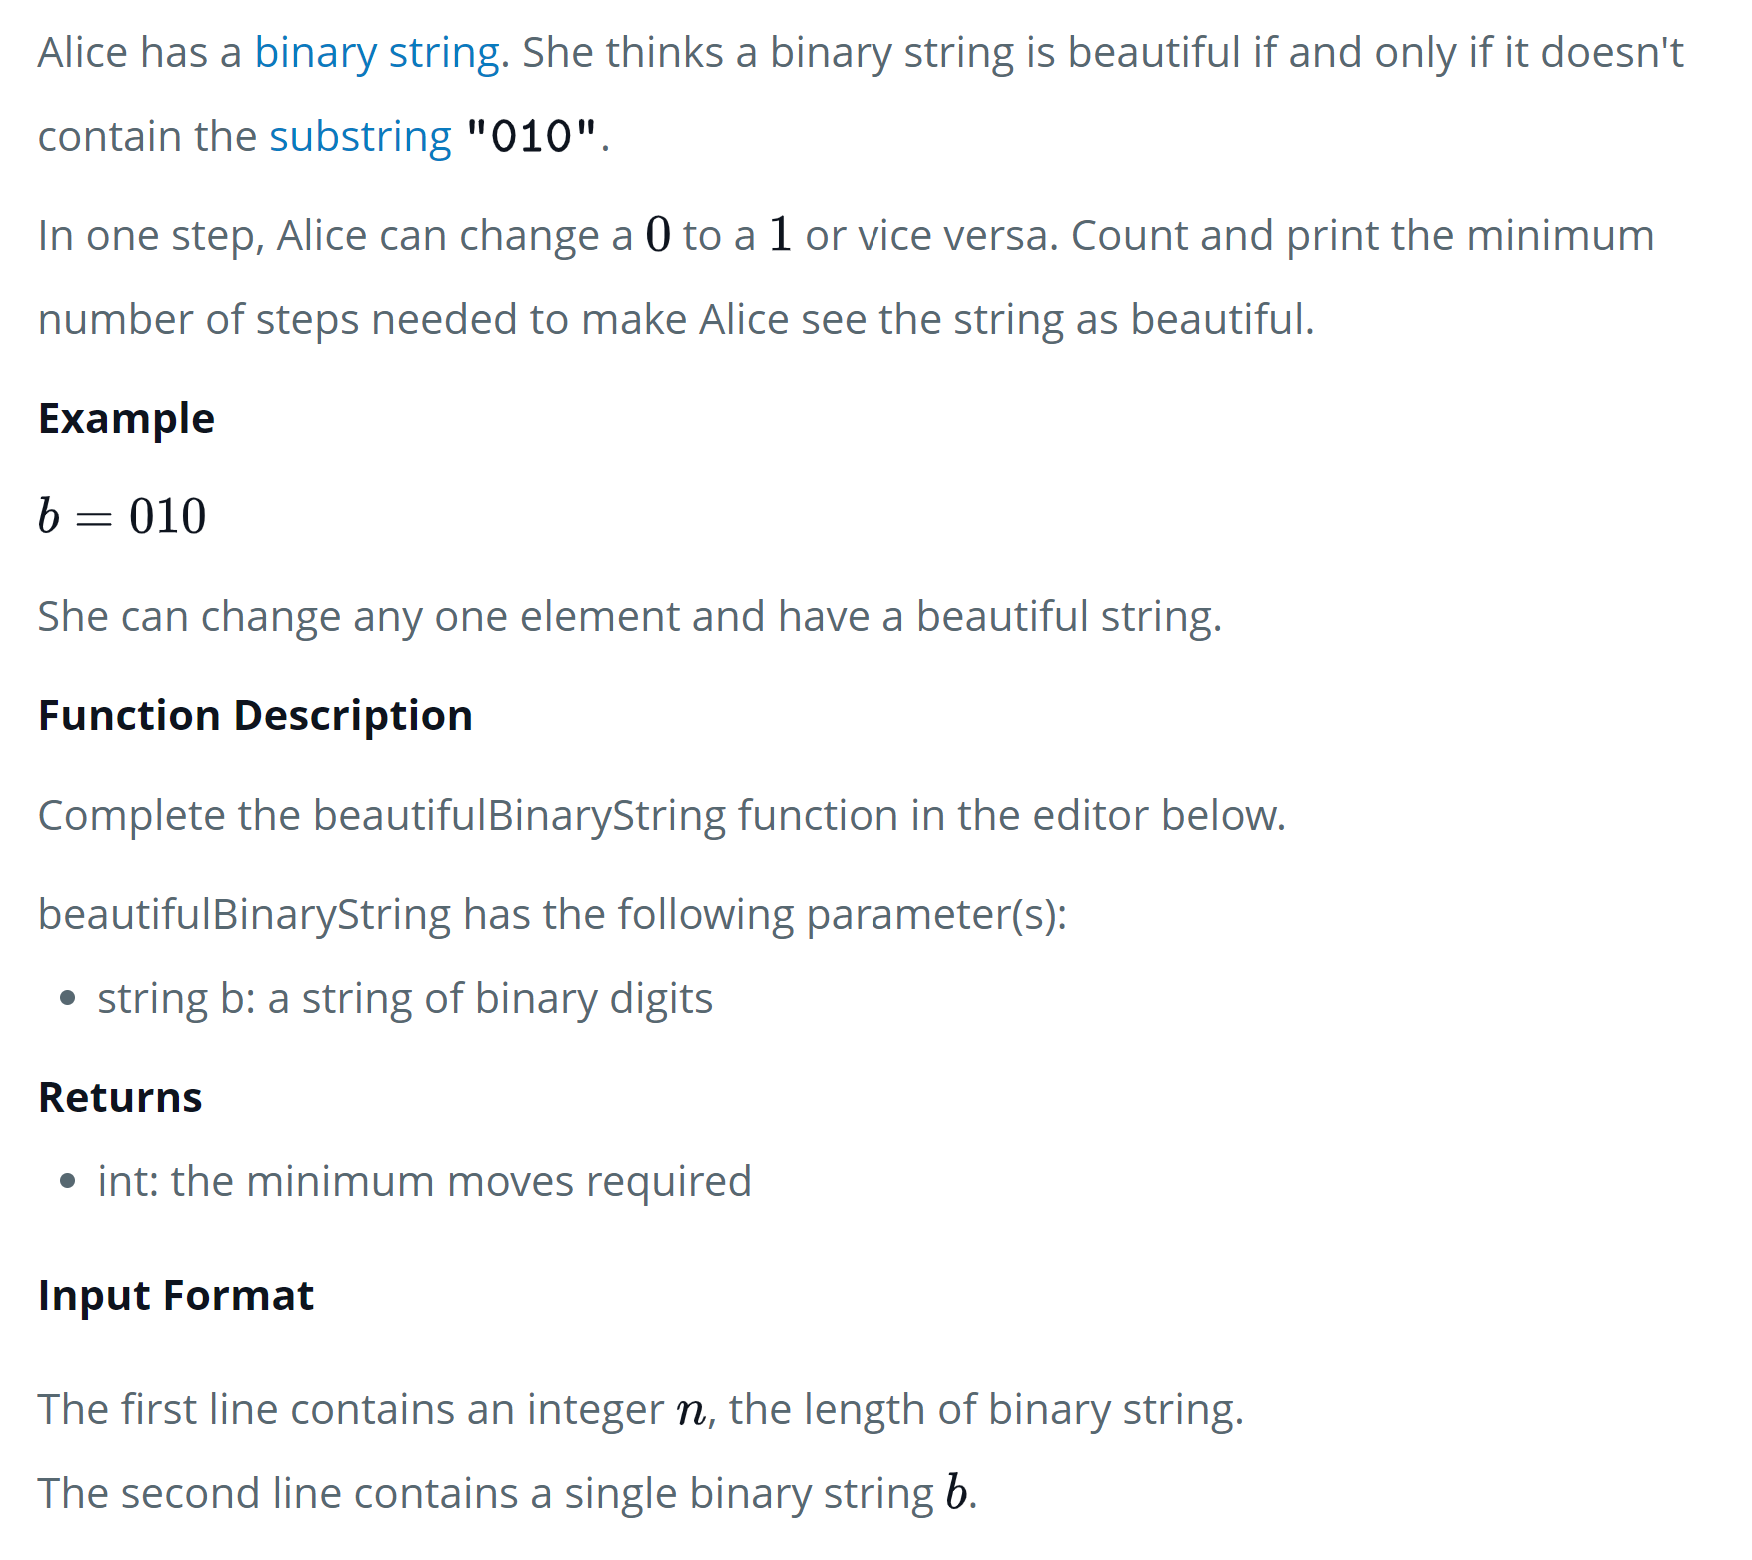 Alice has a binary string. She thinks a binary string is beautiful if and only if it doesn't
contain the substring "010".
In one step, Alice can change a 0 to a 1 or vice versa. Count and print the minimum
number of steps needed to make Alice see the string as beautiful.
Example
b = 010
She can change any one element and have a beautiful string.
Function Description
Complete the beautifulBinaryString function in the editor below.
beautifulBinaryString has the following parameter(s):
• string b: a string of binary digits
Returns
• int: the minimum moves required
Input Format
The first line contains an integer n, the length of binary string.
The second line contains a single binary string b.